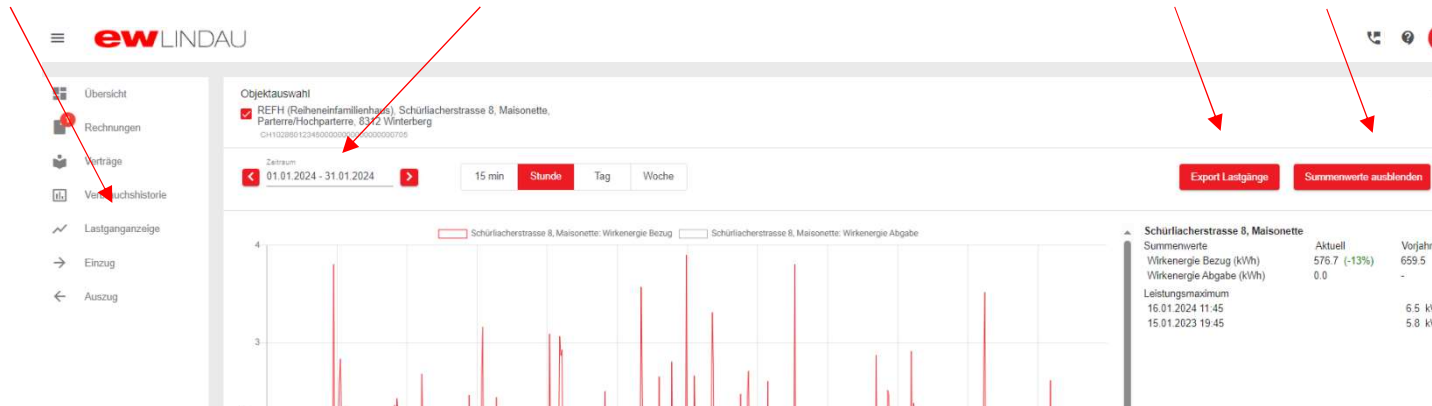 ewLINDAU
Übersicht
Rechnungen
Verträge
Verbrauchshistorie
Lastganganzeige
Einzug
Auszug
Objektauswahl
REFH (Reiheneinfamilienhaus), Schürliacherstrasse 8, Maisonette,
Parterre/Hochparterre, 8312 Winterberg
Zeitraum
01.01.2024 - 31.01.2024
15 min Stunde Tag Woche
Export Lastgänge Summenwerte ausblenden
Schürliacherstrasse 8, Maisonette: Wirkenergie Bezug Schürliacherstrasse 8, Maisonette: Wirkenergie Abgabe
4
3
Schürliacherstrasse 8, Maisonette
Summenwerte Aktuell Vorjahr
Wirkenergie Bezug (kWh) 576.7 (-13%) 659.5
Wirkenergie Abgabe (kWh) 0.0 -
Leistungsmaximum
16.01.2024 11:45 6.5
15.01.2023 19:45 5.8